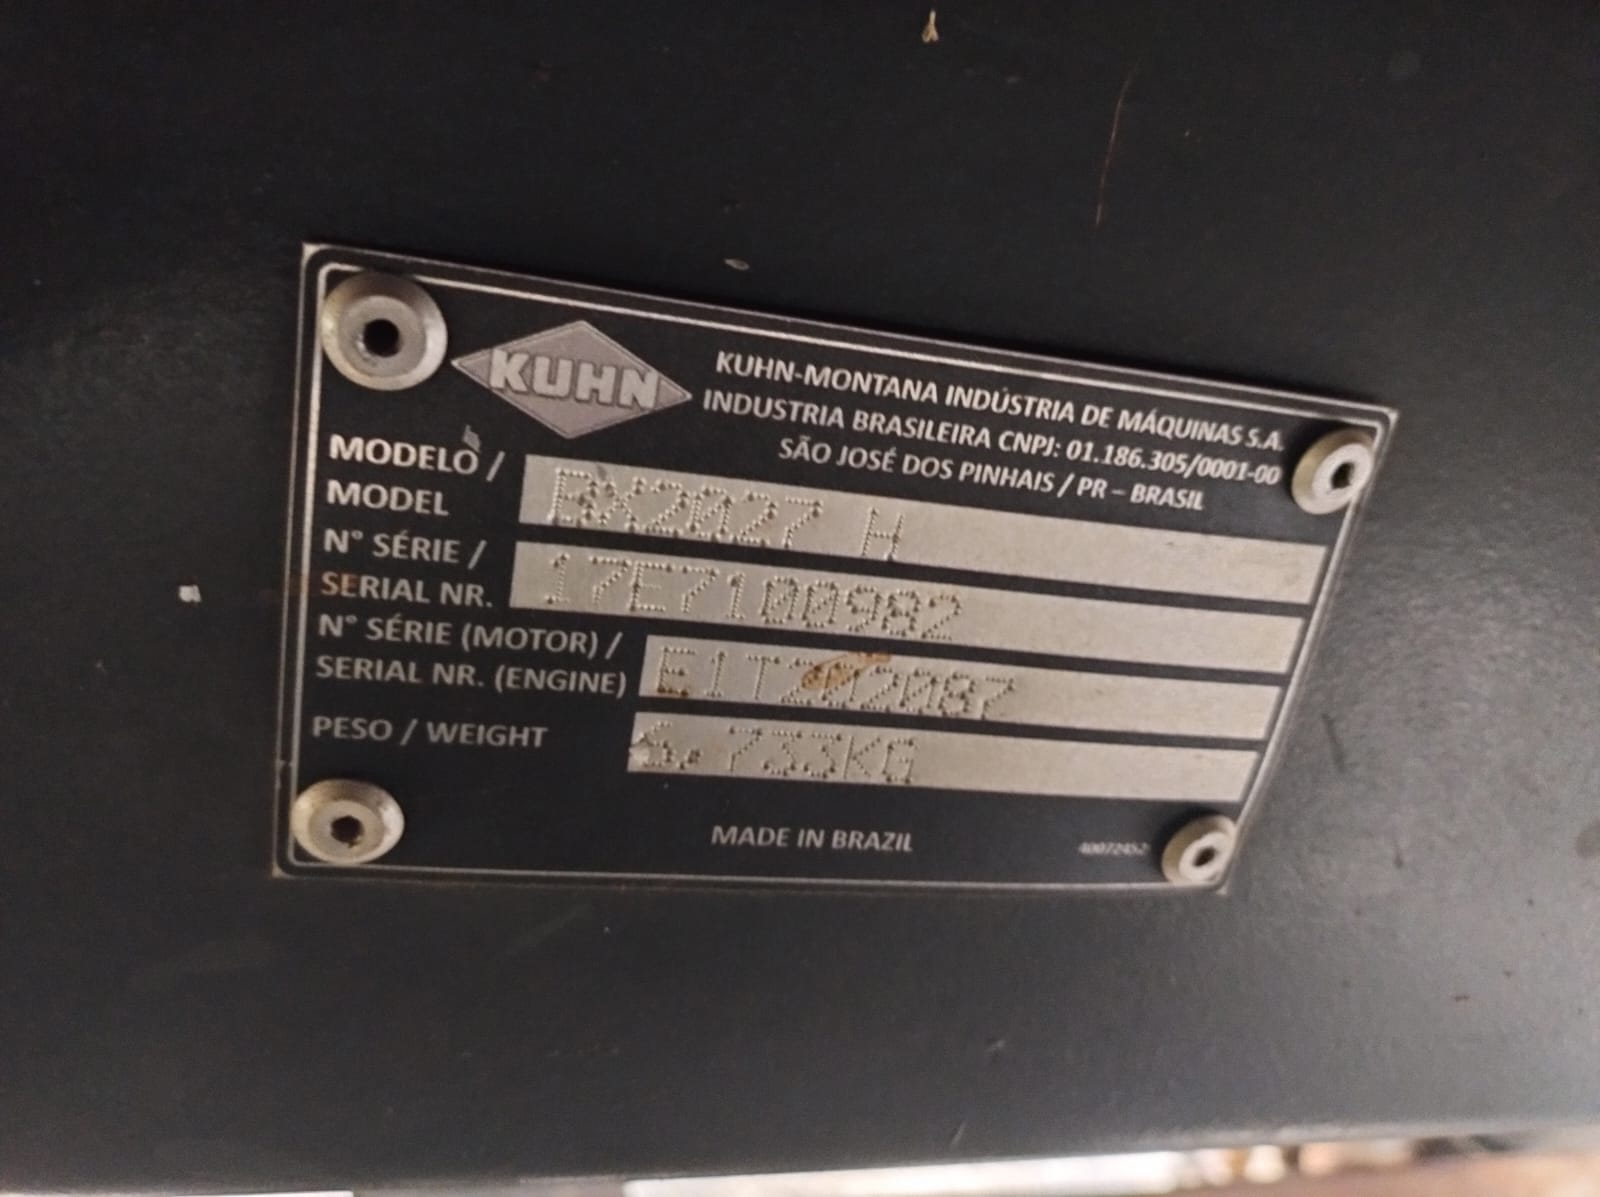 KUHN
KUHN-MONTANA INDÚSTRIA DE MÁQUINAS S.A.
INDUSTRIA BRASILEIRA CNPJ: 01.186.305/0001-00
SÃO JOSÉ DOS PINHAIS / PR – BRASIL
MODELO /
MODEL
BX2027 H
N° SÉRIE /
SERIAL NR.
17E7100982
N° SÉRIE (MOTOR) /
SERIAL NR. (ENGINE)
E1T202087
PESO / WEIGHT
6.733KG
MADE IN BRAZIL
40072452